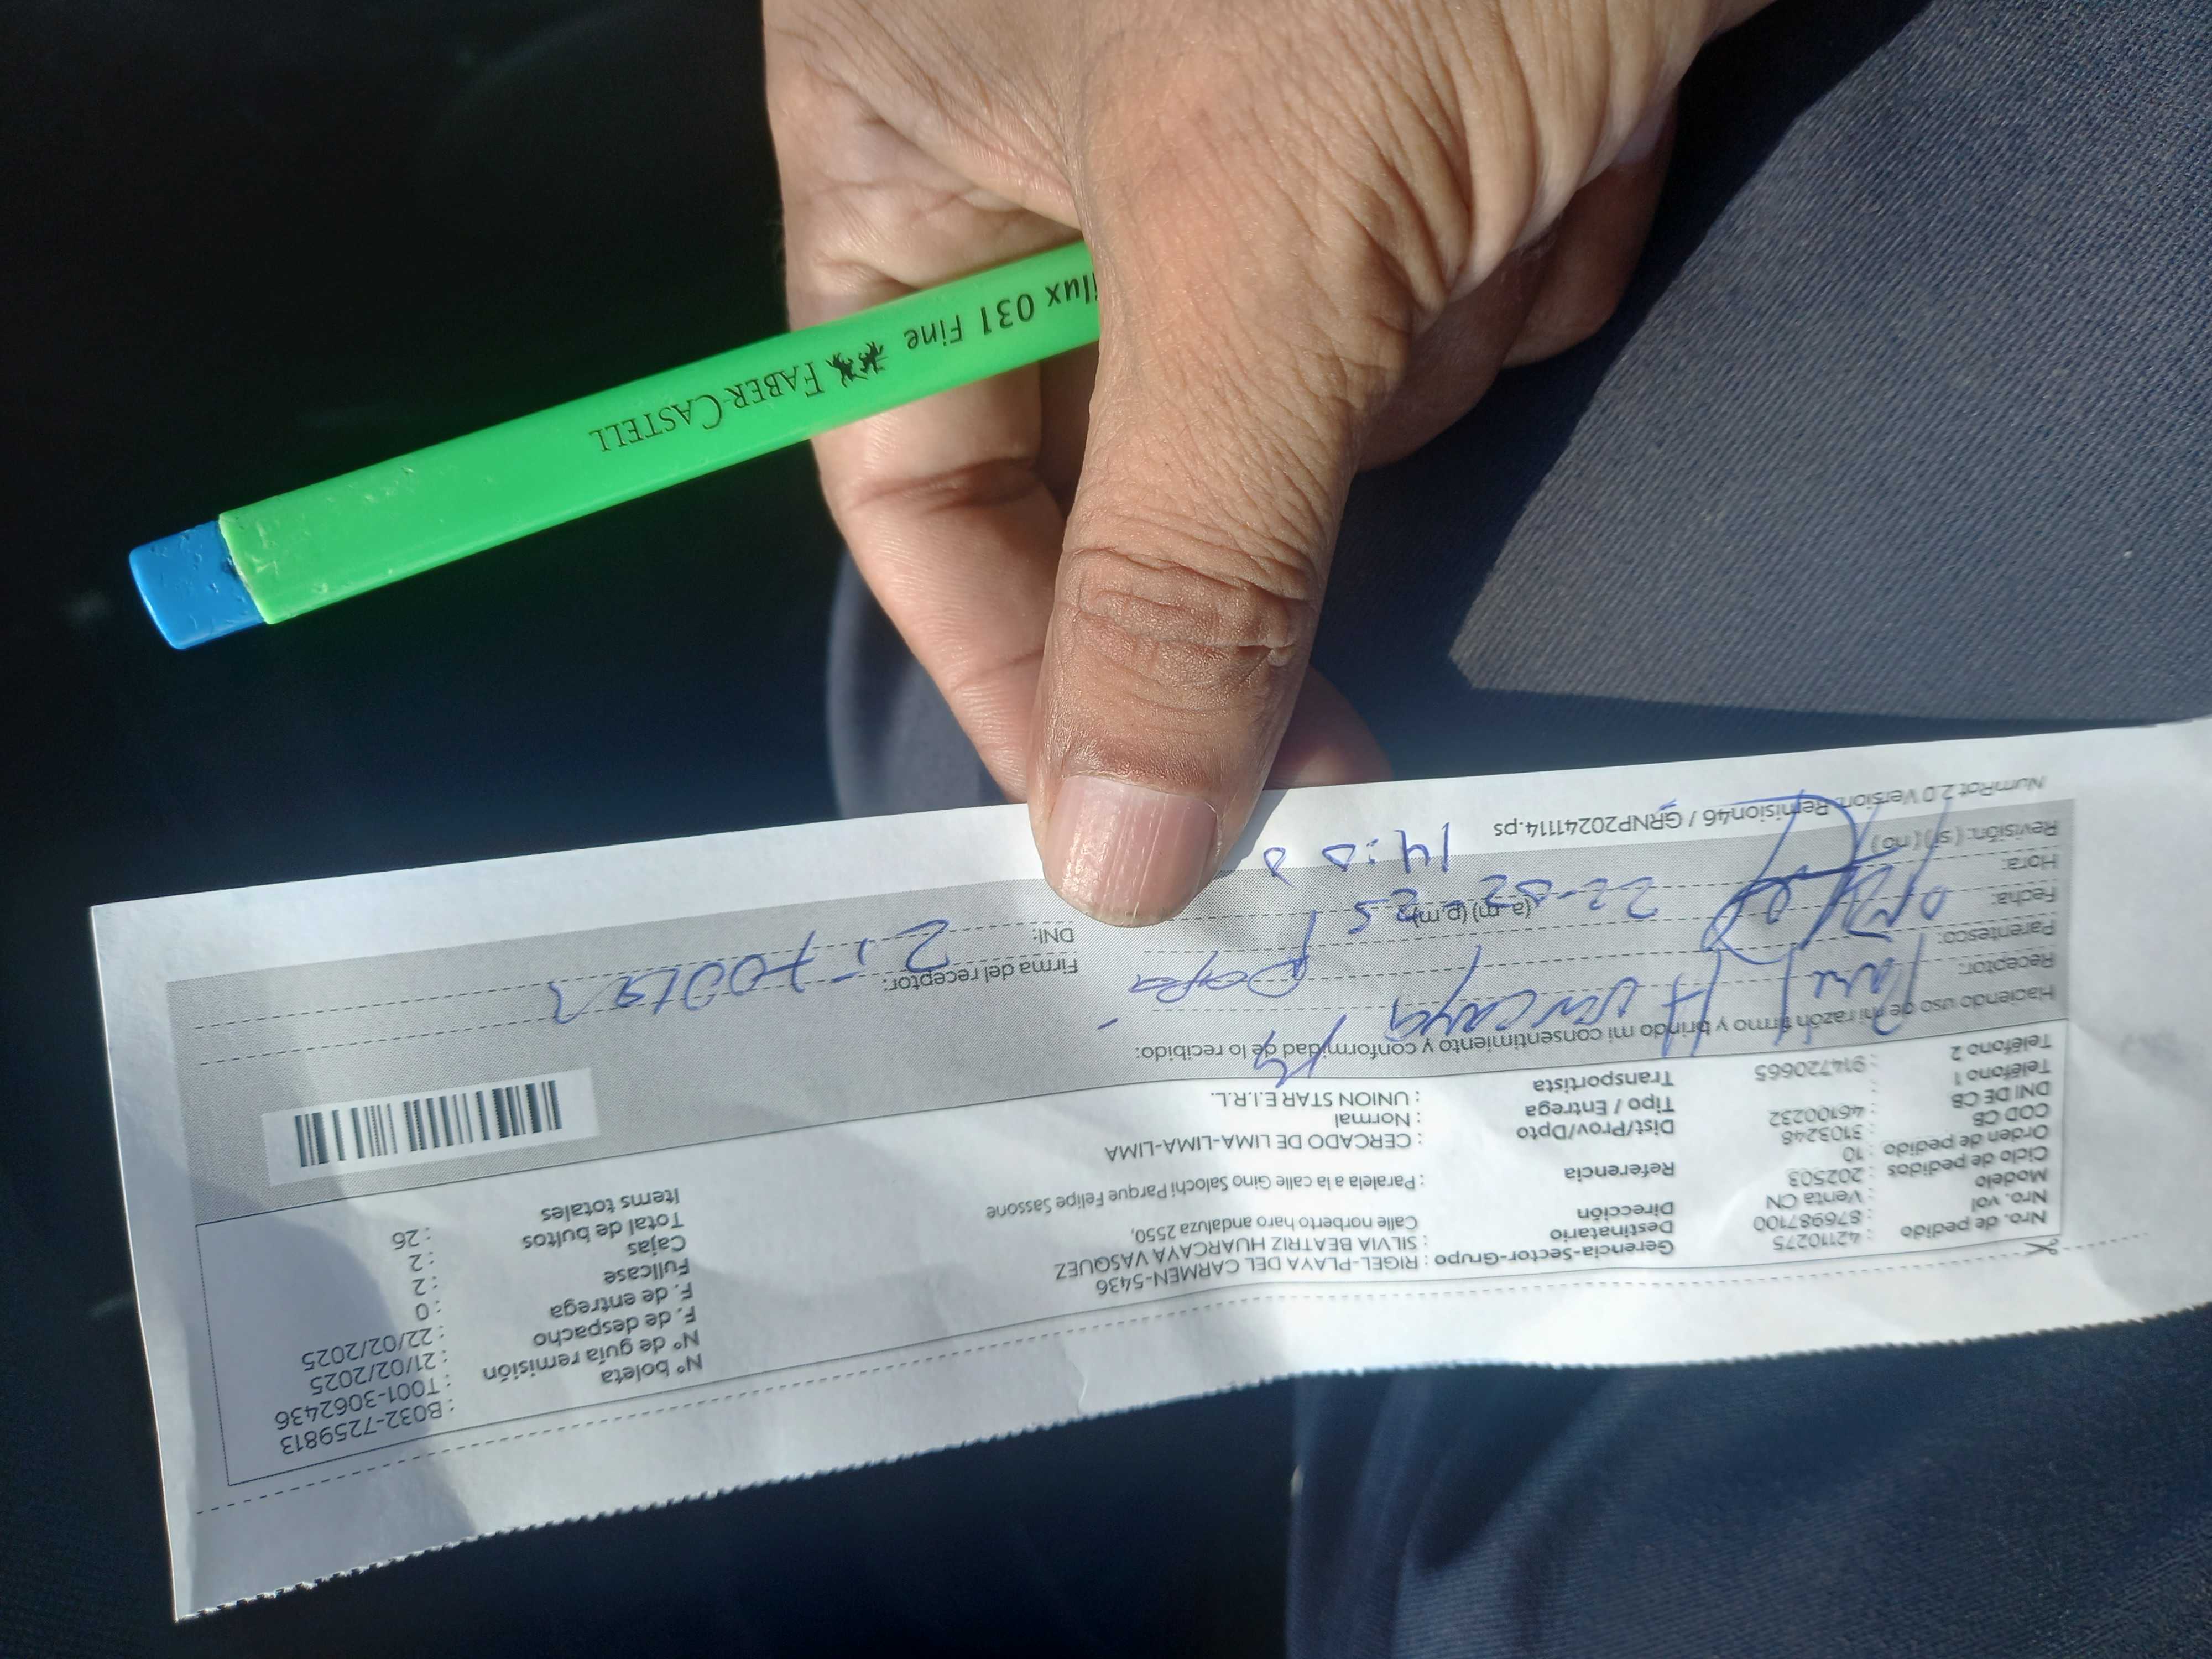 Nº boleta : B032-7259813
Nº de guía remisión : T001-3062436
F. de despacho : 21/02/2025
F. de entrega : 22/02/2025
Fullcase : 0
Cajas : 2
Total de bultos : 2
Items totales : 26
Gerencia-Sector-Grupo : RIGEL-PLAYA DEL CARMEN-5436
Destinatario : SILVIA BEATRIZ HUARCAYA VASQUEZ
Dirección : Calle norberto haro andaluza 2550,
Referencia : Paralela a la calle Gino Salochi Parque Felipe Sassone
Dist/Prov/Dpto : CERCADO DE LIMA-LIMA-LIMA
Tipo / Entrega : Normal
Transportista : UNION STAR E.I.R.L.
Nro. de pedido : 42110275
Nro. vol : 876987100
Modelo : Venta CN
Ciclo de pedidos : 202503
Orden de pedido : 10
COD CB : 3103248
DNI DE CB : 46100232
Teléfono 1 :
Teléfono 2 : 914720665
Haciendo uso de mi razón firmo y brindo mi consentimiento y conformidad de lo recibido:
Receptor: Huarcaya
Parentesco: papa
Fecha: 22-02-25
Hora: (a.m) (p.m) 14:00
Revisión: ( si ) ( no )
Firma del receptor:
DNI:
NumRot 2.0 Version: Remision46 / GRNP20241114.ps
FABER-CASTELL
ilux 031 Fine